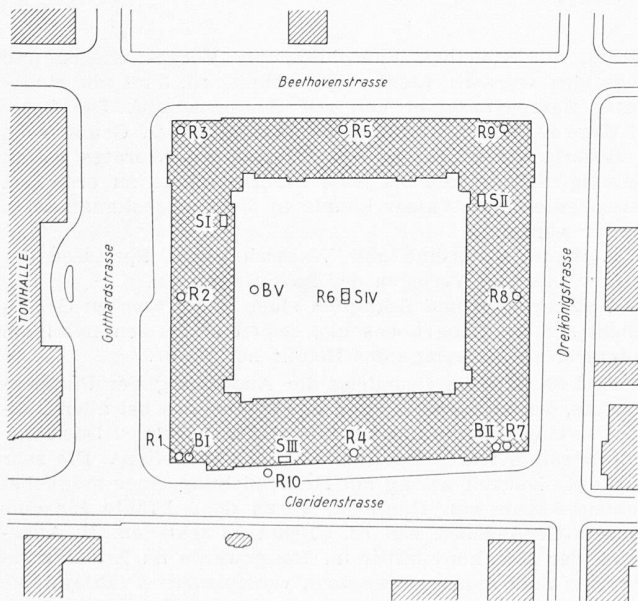 Beethovenstrasse
R3
R5
R9
SI
SII
TONHALLE
Gotthardstrasse
R2
BV
R6 SIV
R8
Dreikönigstrasse
R1
BI
SIII
R4
BII
R7
R10
Claridenstrasse